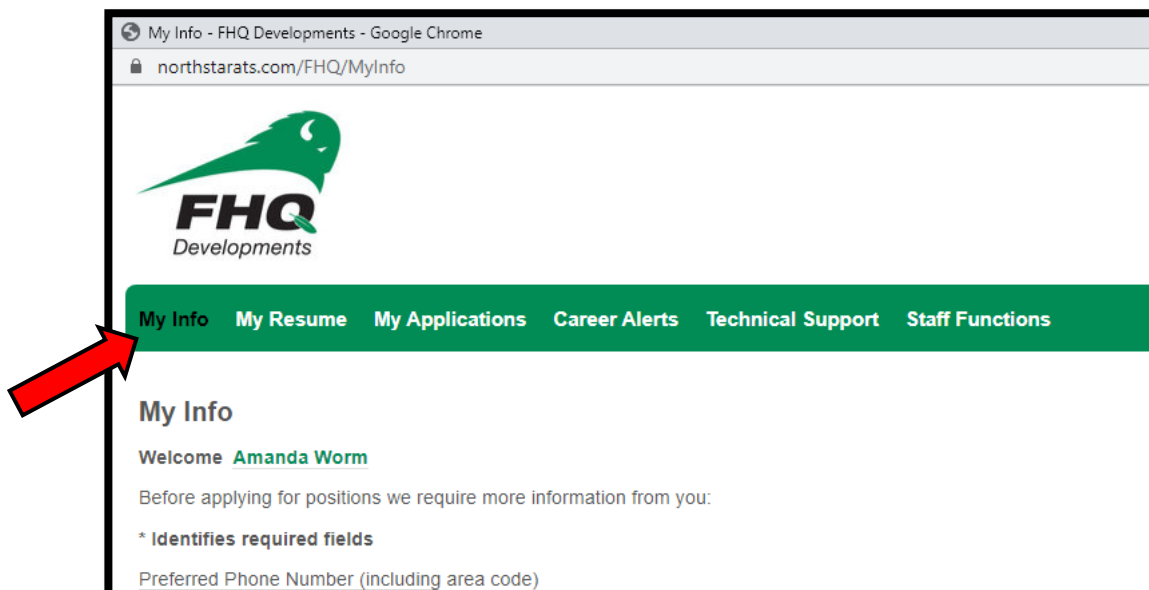 My Info - FHQ Developments - Google Chrome
northstarats.com/FHQ/MyInfo
FHQ
Developments
My Info My Resume My Applications Career Alerts Technical Support Staff Functions
My Info
Welcome Amanda Worm
Before applying for positions we require more information from you:
* Identifies required fields
Preferred Phone Number (including area code)